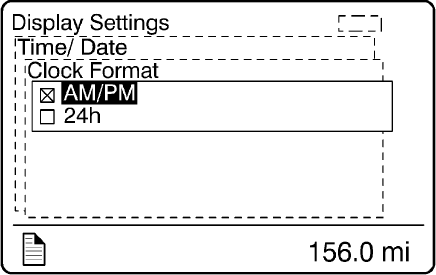 Display Settings
Time/ Date
Clock Format
AM/PM
24h
156.0 mi